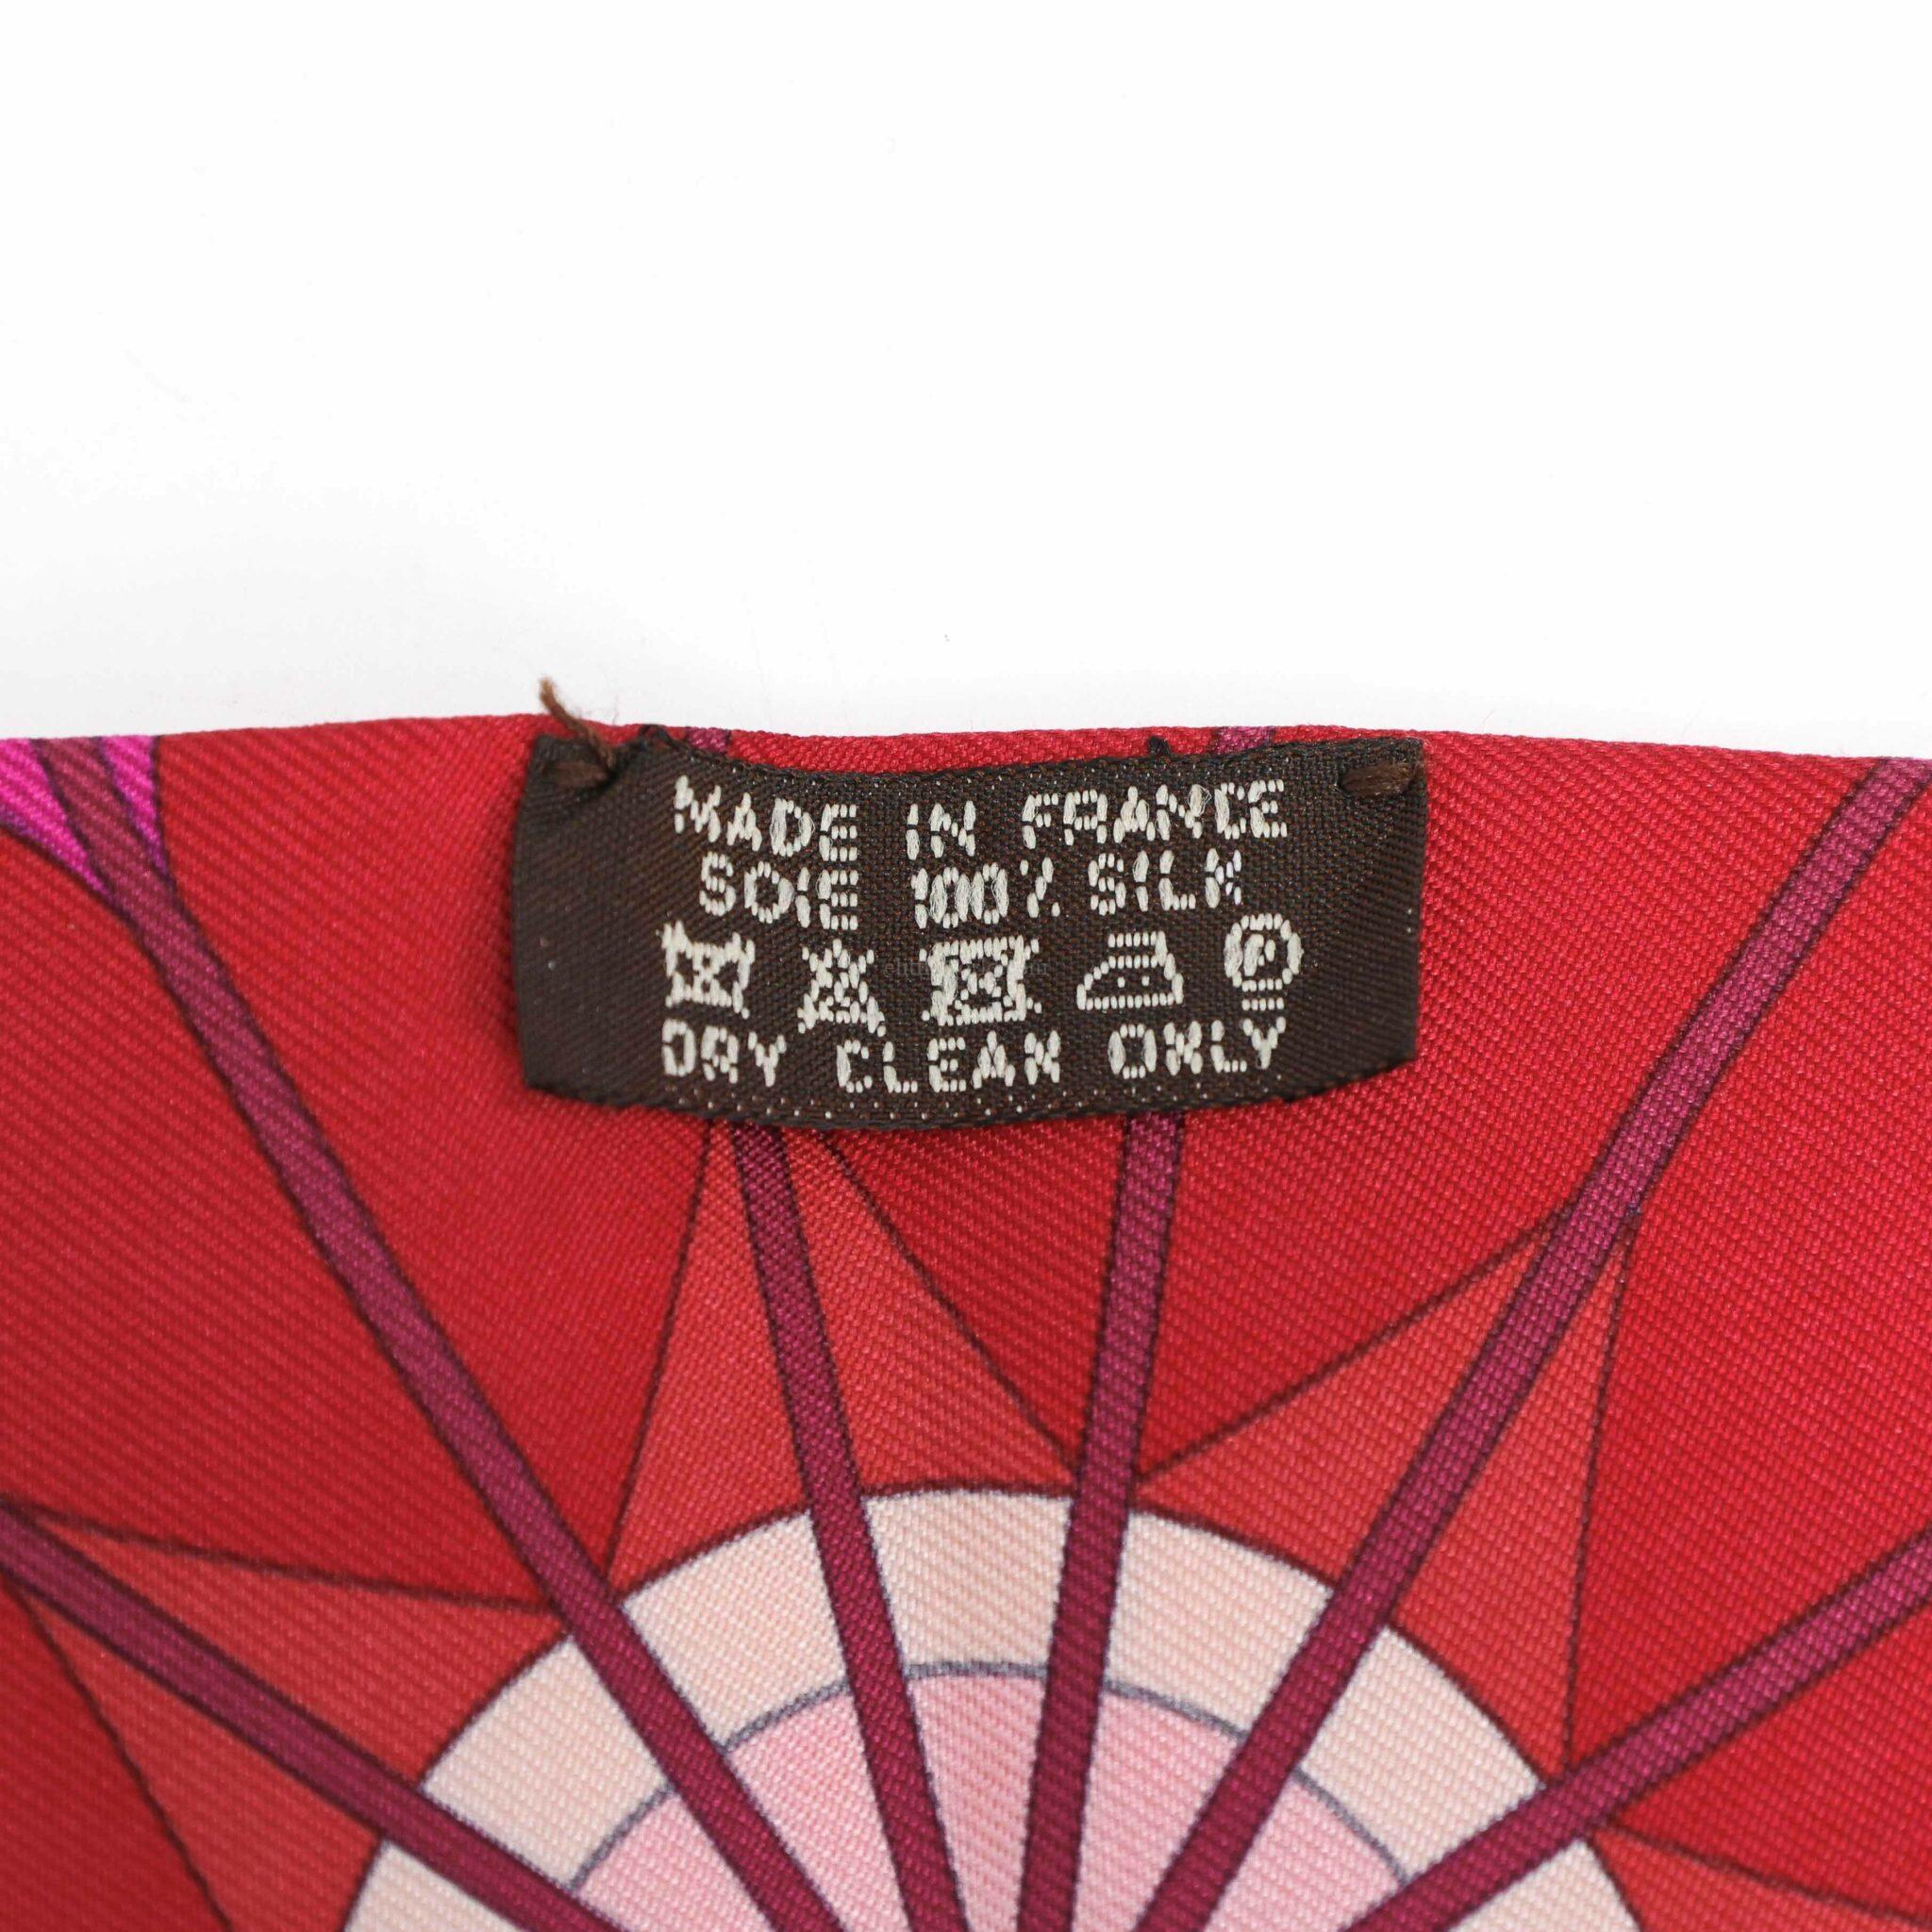 MADE IN FRANCE
SOIE 100% SILK
P
DRY CLEAN ONLY